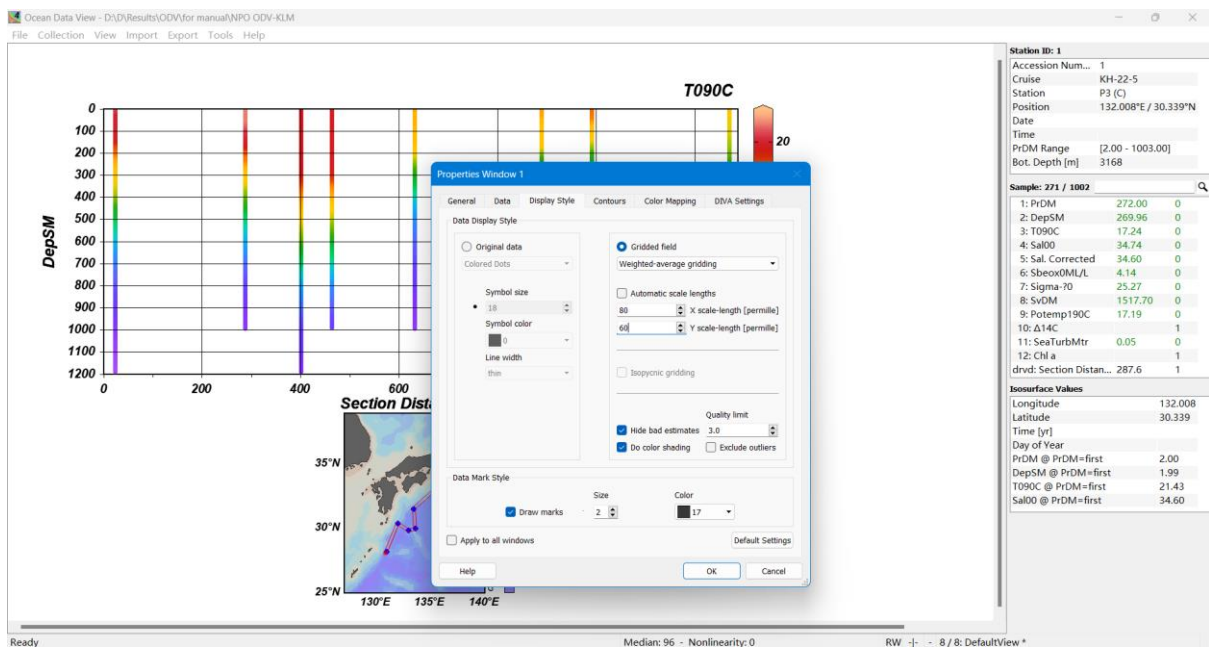 Ocean Data View - D:\D\Results\ODV\for manual\NPO ODV-KLM
File Collection View Import Export Tools Help
T090C
0
100
200
300
400
500
600
700
800
900
1000
1100
1200
DepSM
0 200 400 600
20
Section Dist
35°N
30°N
25°N
130°E 135°E 140°E
Properties Window 1
General Data Display Style Contours Color Mapping DIVA Settings
Data Display Style
Original data
Colored Dots
Symbol size
18
Symbol color
0
Line width
thin
Gridded field
Weighted-average gridding
Automatic scale lengths
80 X scale-length [permille]
60 Y scale-length [permille]
Isopycnic gridding
Quality limit
Hide bad estimates 3.0
Do color shading Exclude outliers
Data Mark Style
Size Color
Draw marks 2 17
Apply to all windows Default Settings
Help OK Cancel
Station ID: 1
Accession Num... 1
Cruise KH-22-5
Station P3 (C)
Position 132.008°E / 30.339°N
Date
Time
PrDM Range [2.00 - 1003.00]
Bot. Depth [m] 3168
Sample: 271 / 1002
1: PrDM 272.00 0
2: DepSM 269.96 0
3: T090C 17.24 0
4: Sal00 34.74 0
5: Sal. Corrected 34.60 0
6: Sbeox0ML/L 4.14 0
7: Sigma-?0 25.27 0
8: SvDM 1517.70 0
9: Potemp190C 17.19 0
10: Δ14C 1
11: SeaTurbMtr 0.05 0
12: Chl a 1
drvd: Section Distan... 287.6 1
Isosurface Values
Longitude 132.008
Latitude 30.339
Time [yr]
Day of Year
PrDM @ PrDM=first 2.00
DepSM @ PrDM=first 1.99
T090C @ PrDM=first 21.43
Sal00 @ PrDM=first 34.60
Ready Median: 96 - Nonlinearity: 0 RW -|- - 8 / 8: DefaultView *